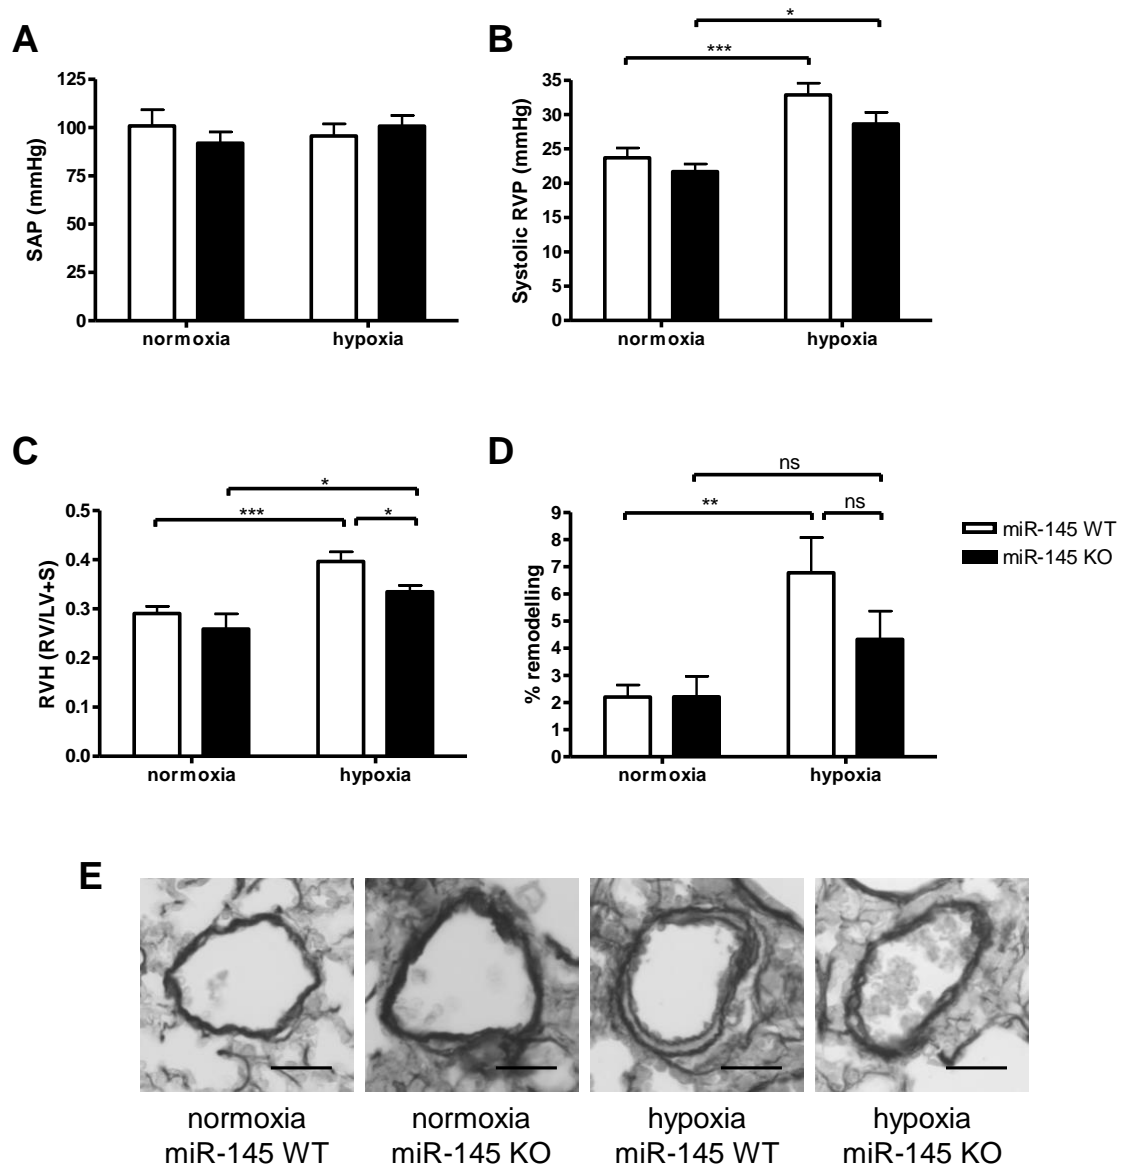 A
125
100
75
50
25
0
SAP (mmHg)
normoxia
hypoxia
B
*
***
35
30
25
20
15
10
5
0
Systolic RVP (mmHg)
normoxia
hypoxia
C
*
***
*
0.5
0.4
0.3
0.2
0.1
0.0
RVH (RV/LV+S)
normoxia
hypoxia
D
ns
**
ns
9
8
7
6
5
4
3
2
1
0
% remodelling
normoxia
hypoxia
miR-145 WT
miR-145 KO
E
normoxia
miR-145 WT
normoxia
miR-145 KO
hypoxia
miR-145 WT
hypoxia
miR-145 KO